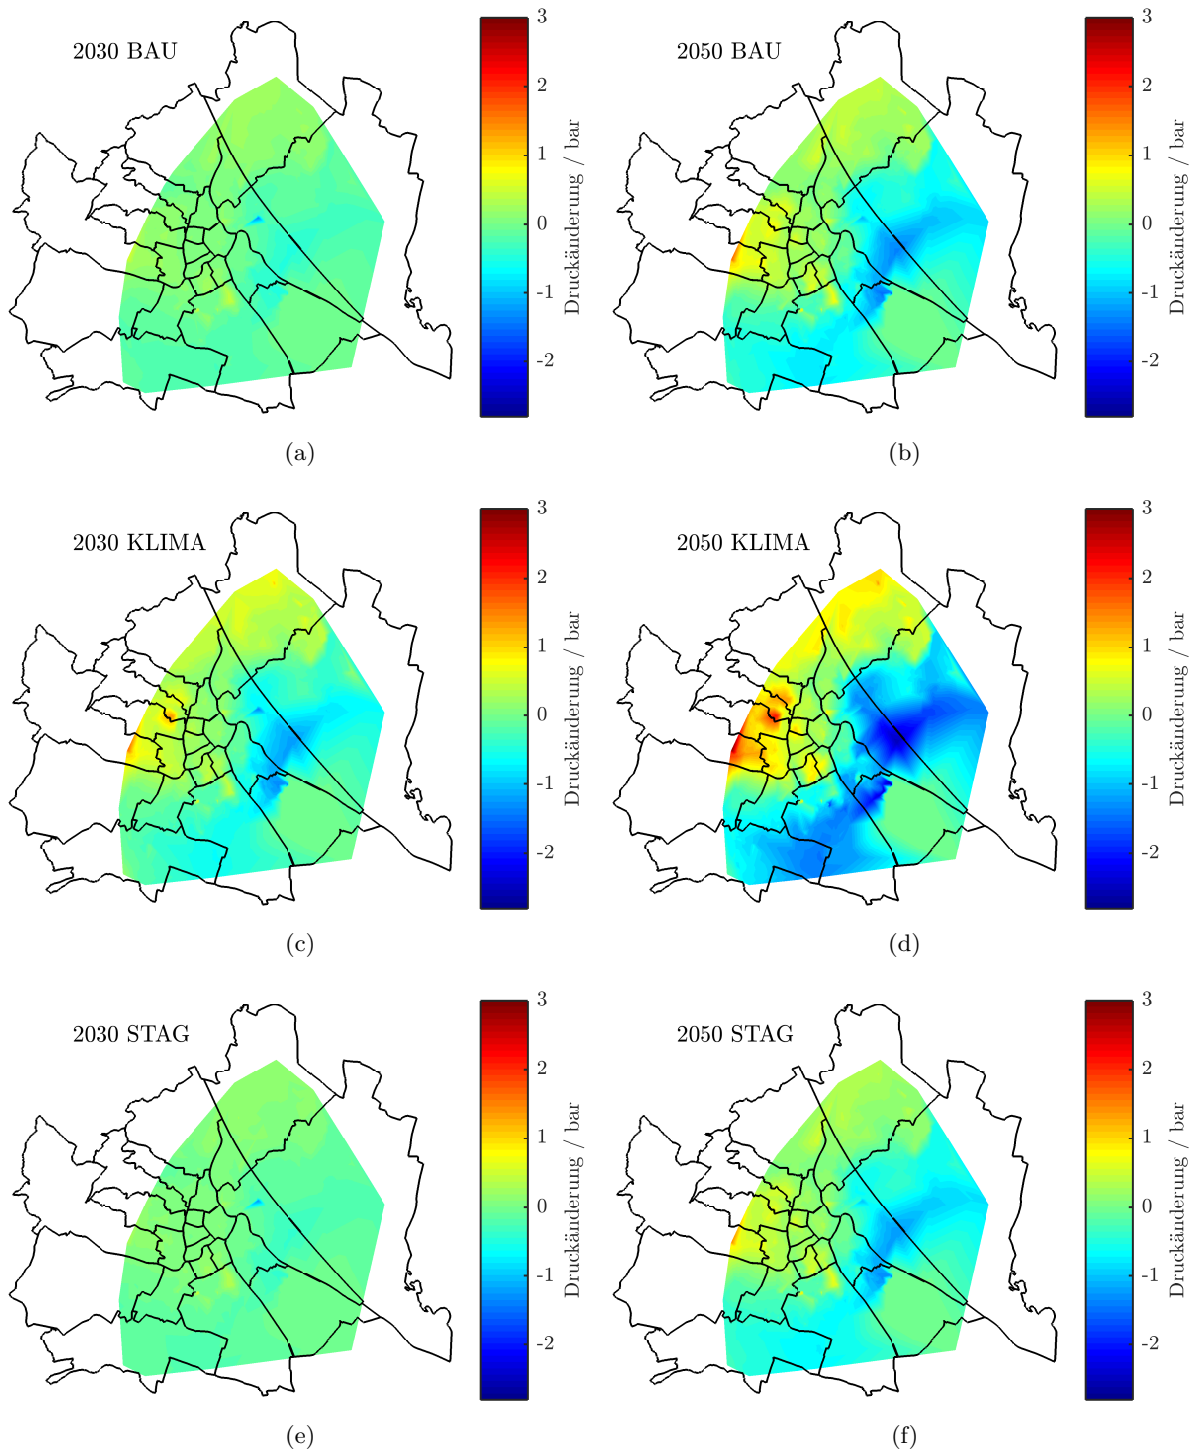 2030 BAU
3
2
1
0
-1
-2
Druckänderung / bar
(a)
2050 BAU
3
2
1
0
-1
-2
Druckänderung / bar
(b)
2030 KLIMA
3
2
1
0
-1
-2
Druckänderung / bar
(c)
2050 KLIMA
3
2
1
0
-1
-2
Druckänderung / bar
(d)
2030 STAG
3
2
1
0
-1
-2
Druckänderung / bar
(e)
2050 STAG
3
2
1
0
-1
-2
Druckänderung / bar
(f)